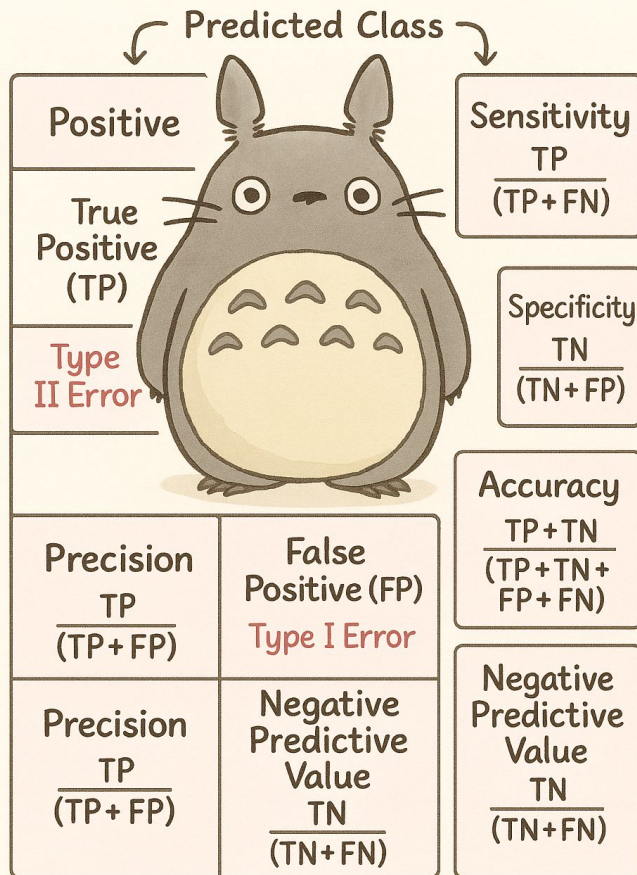 Predicted Class
Positive
True
Positive
(TP)
Type
II Error
Sensitivity
TP
(TP + FN)
Specificity
TN
(TN + FP)
Accuracy
TP + TN
(TP + TN +
FP + FN)
Precision
TP
(TP + FP)
False
Positive (FP)
Type I Error
Precision
TP
(TP + FP)
Negative
Predictive
Value
TN
(TN + FN)
Negative
Predictive
Value
TN
(TN + FN)